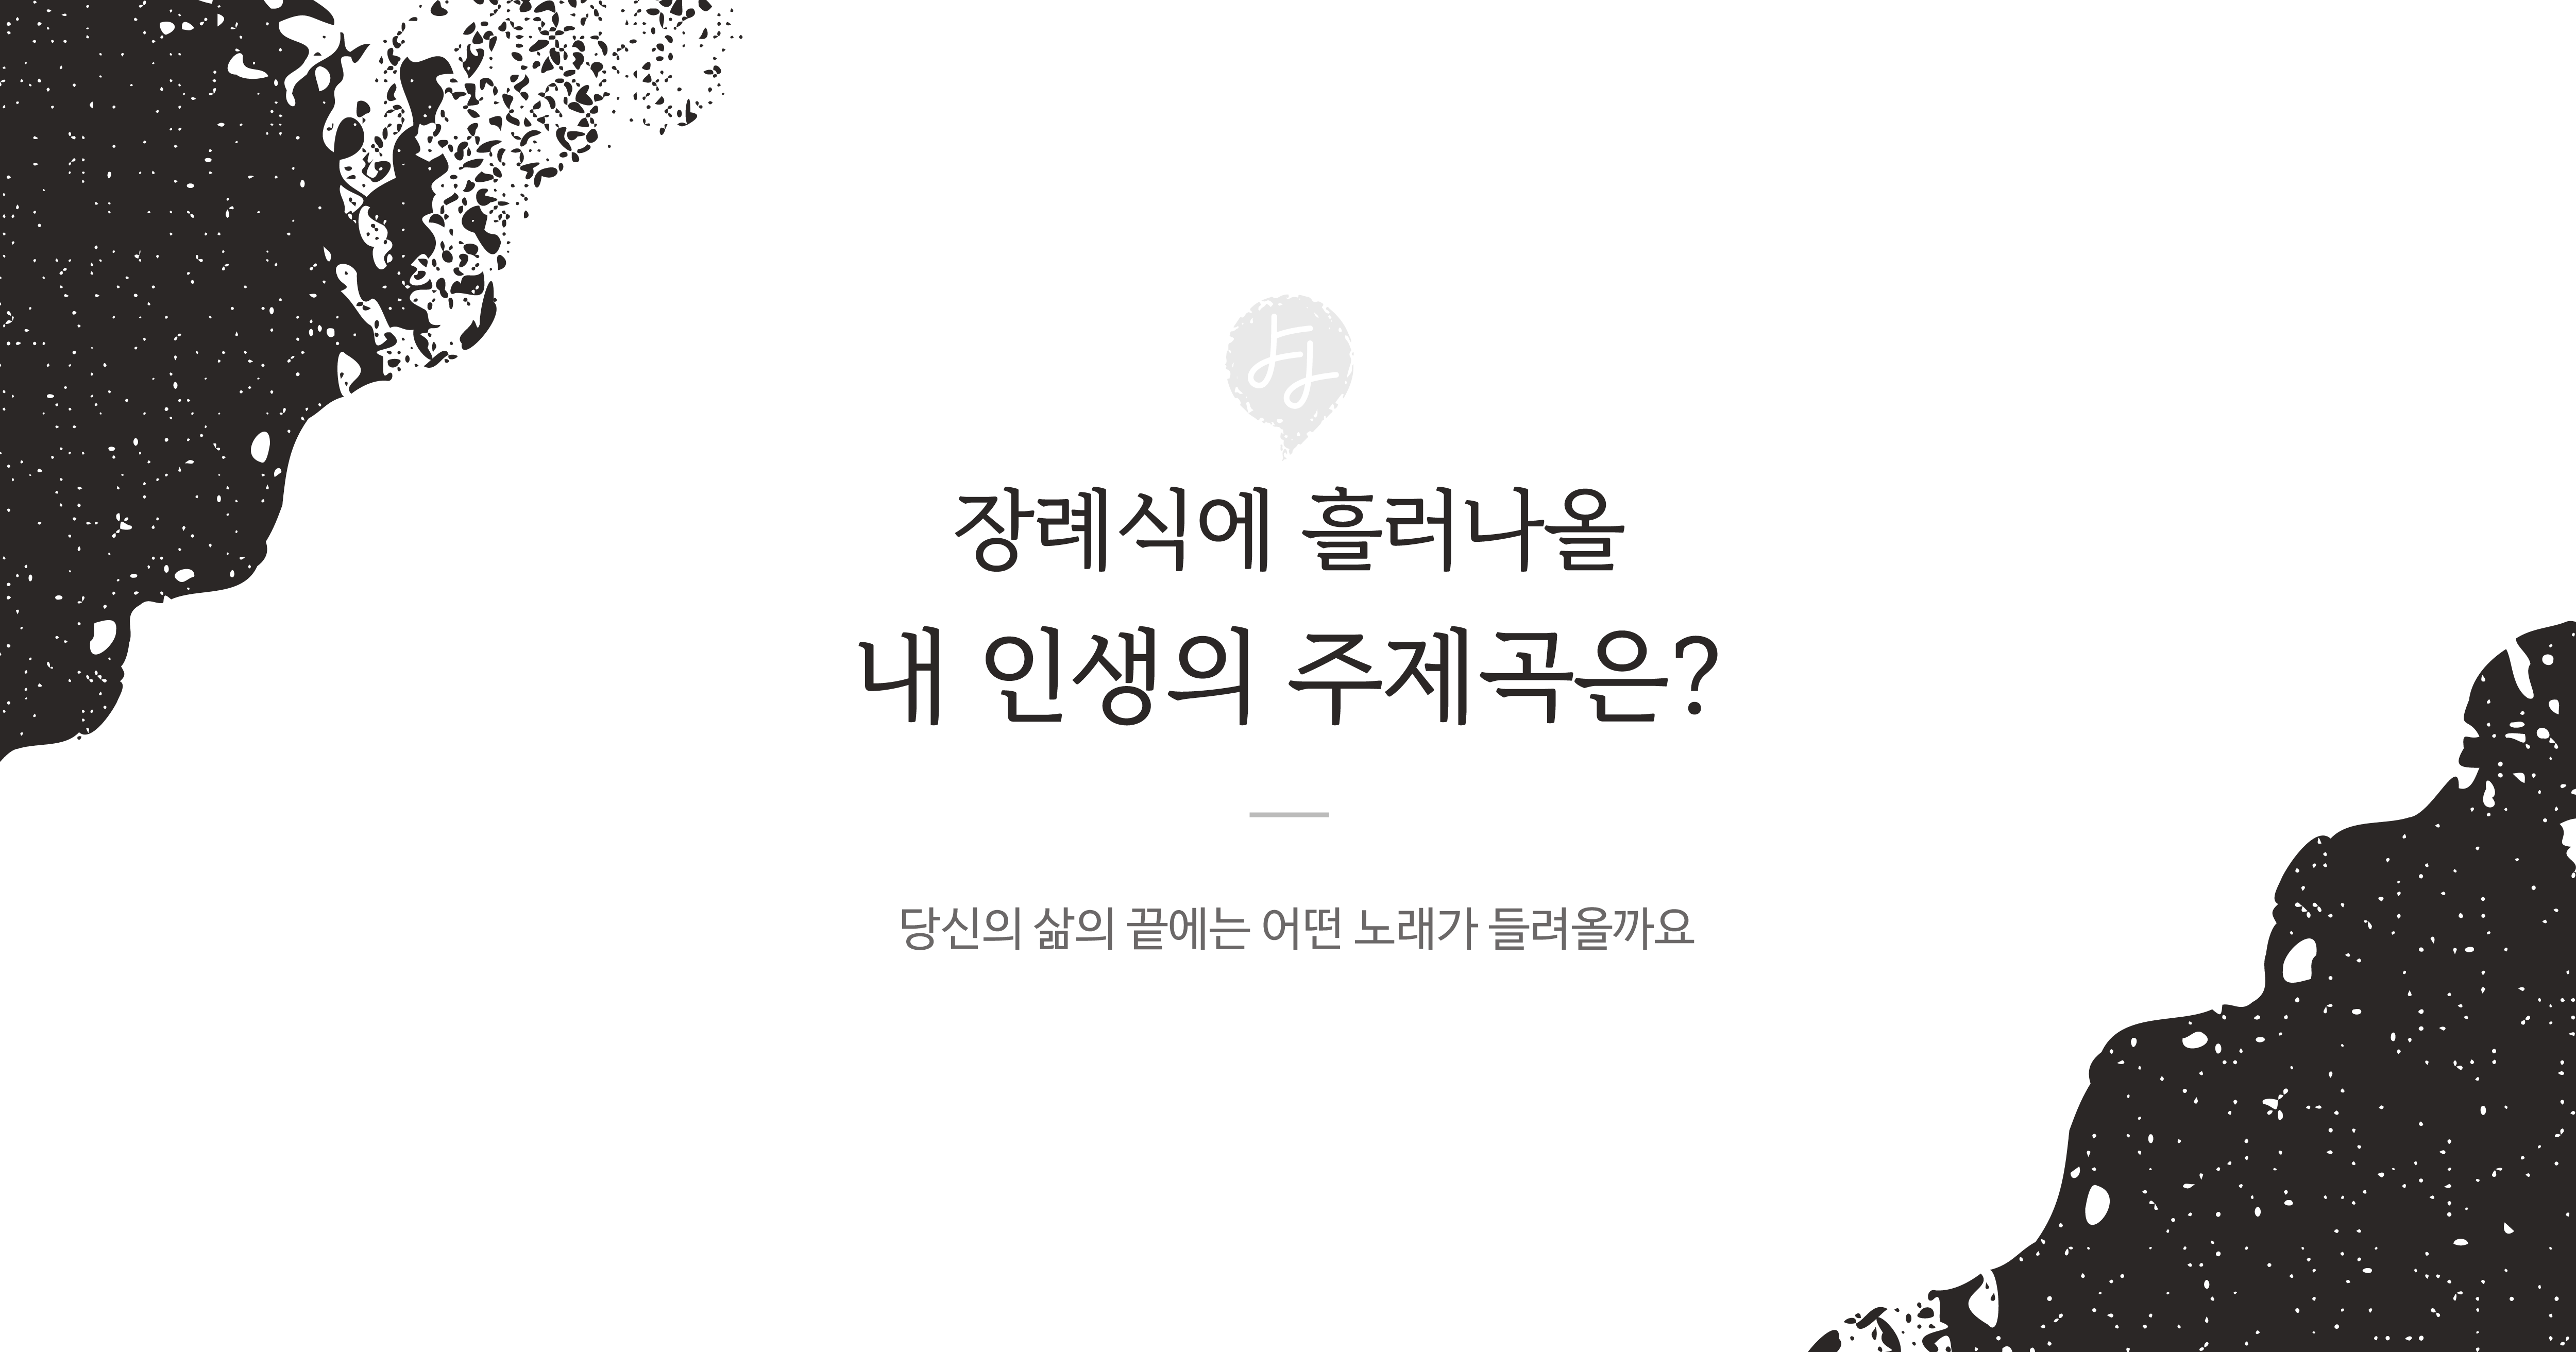 장례식에 흘러나올
내 인생의 주제곡은?
당신의 삶의 끝에는 어떤 노래가 들려올까요